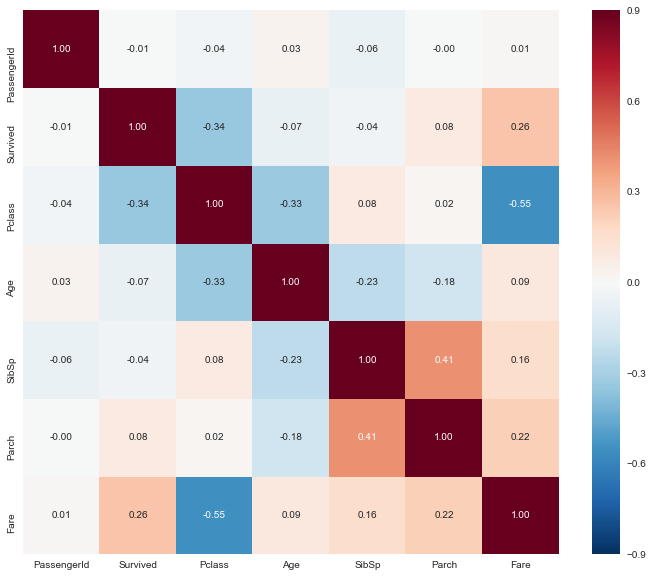 PassengerId 1.00 -0.01 -0.04 0.03 -0.06 -0.00 0.01
Survived -0.01 1.00 -0.34 -0.07 -0.04 0.08 0.26
Pclass -0.04 -0.34 1.00 -0.33 0.08 0.02 -0.55
Age 0.03 -0.07 -0.33 1.00 -0.23 -0.18 0.09
SibSp -0.06 -0.04 0.08 -0.23 1.00 0.41 0.16
Parch -0.00 0.08 0.02 -0.18 0.41 1.00 0.22
Fare 0.01 0.26 -0.55 0.09 0.16 0.22 1.00
PassengerId Survived Pclass Age SibSp Parch Fare
0.9
0.6
0.3
0.0
−0.3
−0.6
−0.9